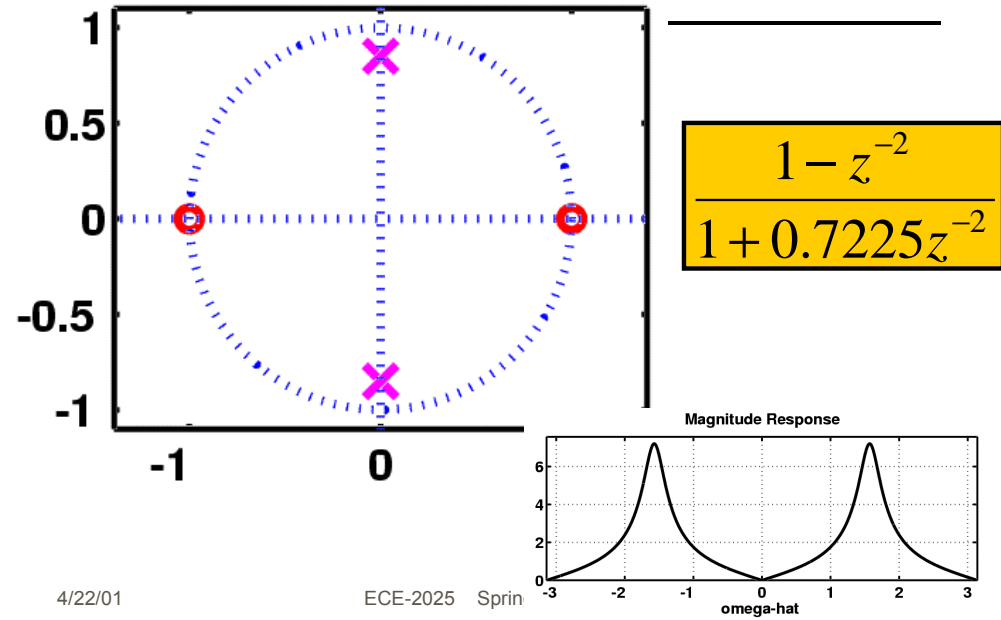 1
0.5
0
-0.5
-1
-1 0
1 − z^{−2}
1 + 0.7225z^{−2}
Magnitude Response
6
4
2
0
-3 -2 -1 0 1 2 3
omega-hat
4/22/01 ECE-2025